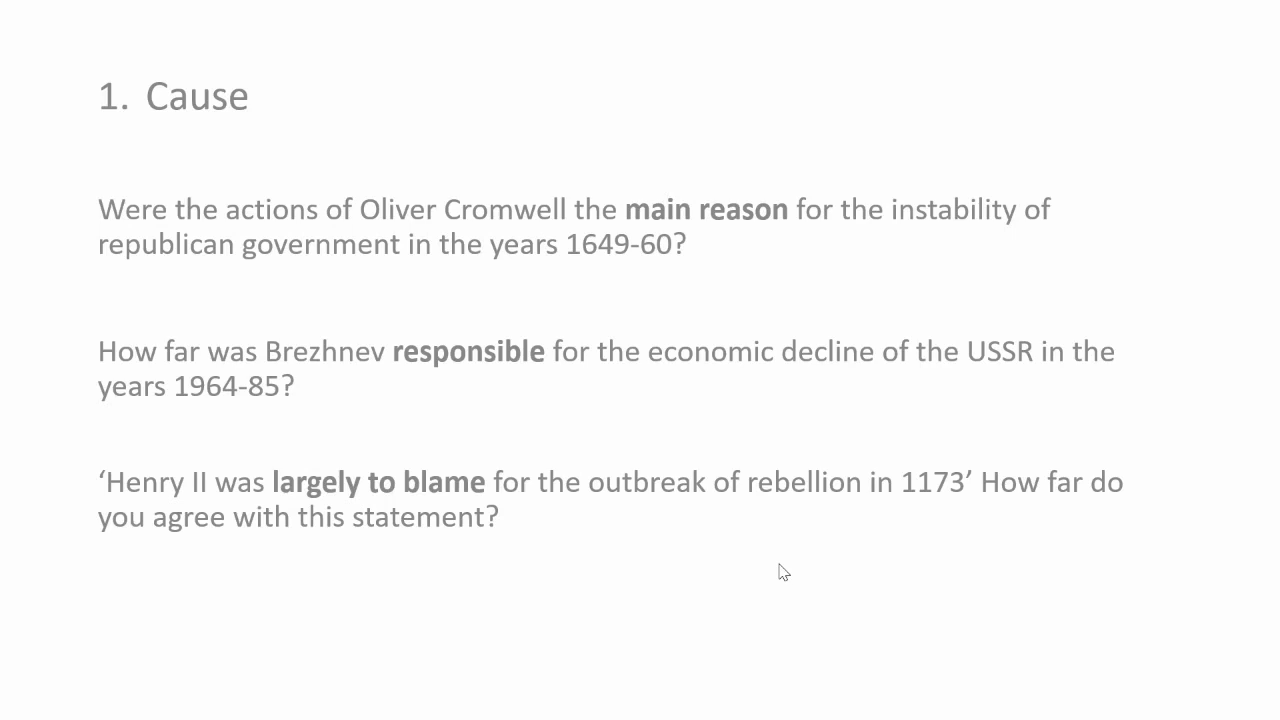 1. Cause
Were the actions of Oliver Cromwell the main reason for the instability of
republican government in the years 1649-60?
How far was Brezhnev responsible for the economic decline of the USSR in the
years 1964-85?
‘Henry II was largely to blame for the outbreak of rebellion in 1173’ How far do
you agree with this statement?